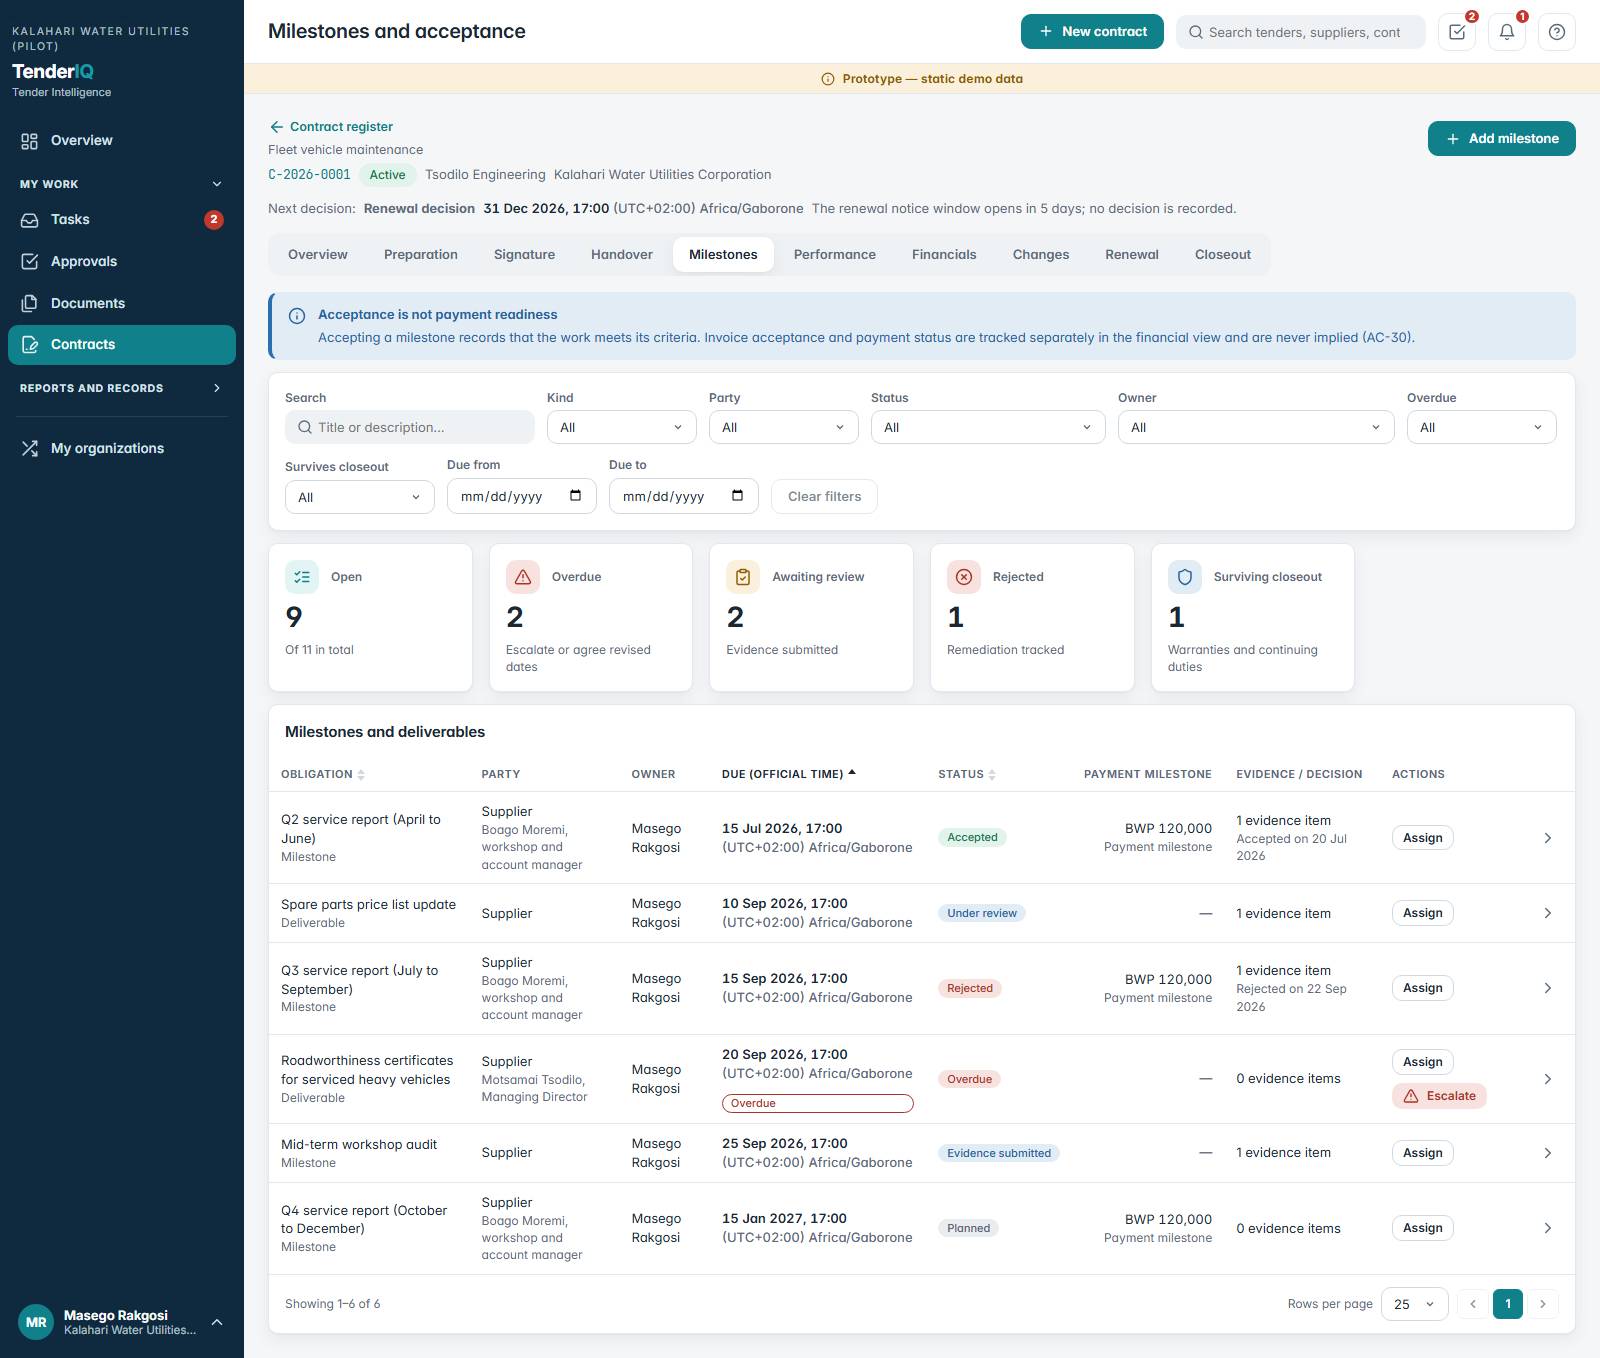 KALAHARI WATER UTILITIES
(PILOT)
TenderIQ
Tender Intelligence
Overview
MY WORK
Tasks
2
Approvals
Documents
Contracts
REPORTS AND RECORDS
My organizations
MR
Masego Rakgosi
Kalahari Water Utilities...
Milestones and acceptance
New contract
Search tenders, suppliers, cont
2
1
Prototype — static demo data
Contract register
Add milestone
Fleet vehicle maintenance
C-2026-0001 Active Tsodilo Engineering Kalahari Water Utilities Corporation
Next decision: Renewal decision 31 Dec 2026, 17:00 (UTC+02:00) Africa/Gaborone The renewal notice window opens in 5 days; no decision is recorded.
Overview Preparation Signature Handover Milestones Performance Financials Changes Renewal Closeout
Acceptance is not payment readiness
Accepting a milestone records that the work meets its criteria. Invoice acceptance and payment status are tracked separately in the financial view and are never implied (AC-30).
Search Kind Party Status Owner Overdue
Title or description... All All All All All
Survives closeout Due from Due to
All mm/dd/yyyy mm/dd/yyyy Clear filters
Open
9
Of 11 in total
Overdue
2
Escalate or agree revised
dates
Awaiting review
2
Evidence submitted
Rejected
1
Remediation tracked
Surviving closeout
1
Warranties and continuing
duties
Milestones and deliverables
OBLIGATION PARTY OWNER DUE (OFFICIAL TIME) STATUS PAYMENT MILESTONE EVIDENCE / DECISION ACTIONS
Q2 service report (April to
June)
Milestone
Supplier
Boago Moremi,
workshop and
account manager
Masego
Rakgosi
15 Jul 2026, 17:00
(UTC+02:00) Africa/Gaborone
Accepted
BWP 120,000
Payment milestone
1 evidence item
Accepted on 20 Jul
2026
Assign
Spare parts price list update
Deliverable
Supplier
Masego
Rakgosi
10 Sep 2026, 17:00
(UTC+02:00) Africa/Gaborone
Under review
—
1 evidence item
Assign
Q3 service report (July to
September)
Milestone
Supplier
Boago Moremi,
workshop and
account manager
Masego
Rakgosi
15 Sep 2026, 17:00
(UTC+02:00) Africa/Gaborone
Rejected
BWP 120,000
Payment milestone
1 evidence item
Rejected on 22 Sep
2026
Assign
Roadworthiness certificates
for serviced heavy vehicles
Deliverable
Supplier
Motsamai Tsodilo,
Managing Director
Masego
Rakgosi
20 Sep 2026, 17:00
(UTC+02:00) Africa/Gaborone
Overdue
Overdue
—
0 evidence items
Assign
Escalate
Mid-term workshop audit
Milestone
Supplier
Masego
Rakgosi
25 Sep 2026, 17:00
(UTC+02:00) Africa/Gaborone
Evidence submitted
—
1 evidence item
Assign
Q4 service report (October
to December)
Milestone
Supplier
Boago Moremi,
workshop and
account manager
Masego
Rakgosi
15 Jan 2027, 17:00
(UTC+02:00) Africa/Gaborone
Planned
BWP 120,000
Payment milestone
0 evidence items
Assign
Showing 1–6 of 6
Rows per page 25 1